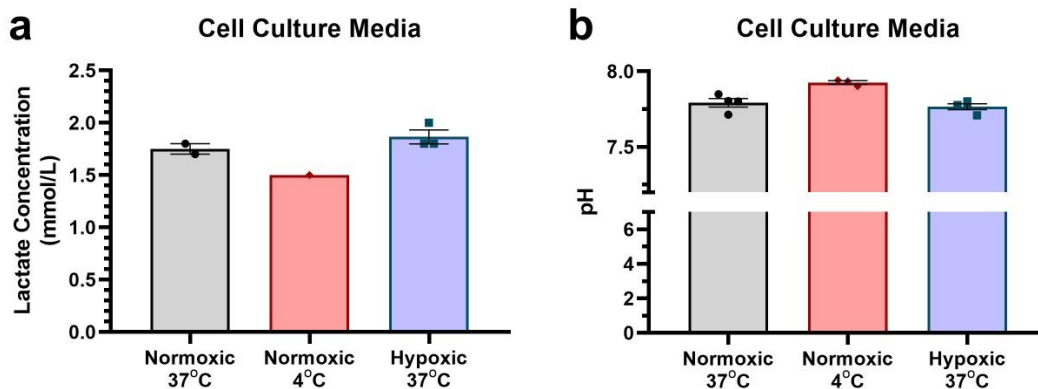 a
Cell Culture Media
Lactate Concentration
(mmol/L)
2.5
2.0
1.5
1.0
0.5
0.0
Normoxic
37°C
Normoxic
4°C
Hypoxic
37°C
b
Cell Culture Media
pH
8.0
7.5
6
4
2
0
Normoxic
37°C
Normoxic
4°C
Hypoxic
37°C